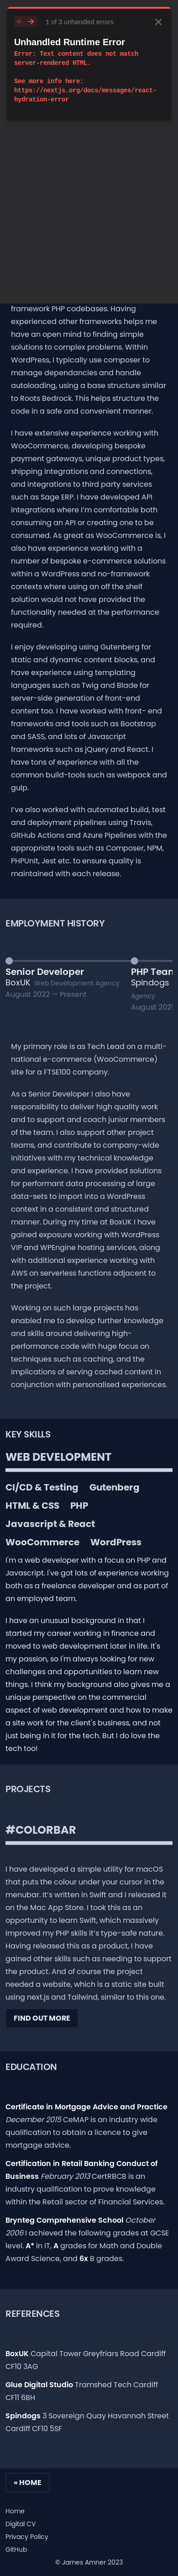 1 of 3 unhandled errors
Unhandled Runtime Error
Error: Text content does not match
server-rendered HTML.
See more info here:
https://nextjs.org/docs/messages/react-
hydration-error
framework PHP codebases. Having
experienced other frameworks helps me
have an open mind to finding simple
solutions to complex problems. Within
WordPress, I typically use composer to
manage dependancies and handle
autoloading, using a base structure similar
to Roots Bedrock. This helps structure the
code in a safe and convenient manner.
I have extensive experience working with
WooCommerce, developing bespoke
payment gateways, unique product types,
shipping integrations and connections,
and integrations to third party services
such as Sage ERP. I have developed API
integrations where I'm comfortable both
consuming an API or creating one to be
consumed. As great as WooCommerce is, I
also have experience working with a
number of bespoke e-commerce solutions
within a WordPress and no-framework
contexts where using an off the shelf
solution would not have provided the
functionality needed at the performance
required.
I enjoy developing using Gutenberg for
static and dynamic content blocks, and
have experience using templating
languages such as Twig and Blade for
server-side generation of front-end
content too. I have worked with front- end
frameworks and tools such as Bootstrap
and SASS, and lots of Javascript
frameworks such as jQuery and React. I
have tons of experience with all the
common build-tools such as webpack and
gulp.
I've also worked with automated build, test
and deployment pipelines using Travis,
GitHub Actions and Azure Pipelines with the
appropriate tools such as Composer, NPM,
PHPUnit, Jest etc. to ensure quality is
maintained with each release.
EMPLOYMENT HISTORY
Senior Developer
BoxUK Web Development Agency
August 2022 — Present
PHP Team
Spindogs
Agency
August 2021
My primary role is as Tech Lead on a multi-
national e-commerce (WooCommerce)
site for a FTSE100 company.
As a Senior Developer I also have
responsibility to deliver high quality work
and to support and coach junior members
of the team. I also support other project
teams, and contribute to company-wide
initiatives with my technical knowledge
and experience. I have provided solutions
for performant data processing of large
data-sets to import into a WordPress
context in a consistent and structured
manner. During my time at BoxUK I have
gained exposure working with WordPress
VIP and WPEngine hosting services, along
with additional experience working with
AWS on serverless functions adjacent to
the project.
Working on such large projects has
enabled me to develop further knowledge
and skills around delivering high-
performance code with huge focus on
techniques such as caching, and the
implications of serving cached content in
conjunction with personalised experiences.
KEY SKILLS
WEB DEVELOPMENT
CI/CD & Testing Gutenberg
HTML & CSS PHP
Javascript & React
WooCommerce WordPress
I'm a web developer with a focus on PHP and
Javascript. I've got lots of experience working
both as a freelance developer and as part of
an employed team.
I have an unusual background in that I
started my career working in finance and
moved to web development later in life. It's
my passion, so I'm always looking for new
challenges and opportunities to learn new
things. I think my background also gives me a
unique perspective on the commercial
aspect of web development and how to make
a site work for the client's business, and not
just being in it for the tech. But I do love the
tech too!
PROJECTS
#COLORBAR
I have developed a simple utility for macOS
that puts the colour under your cursor in the
menubar. It's written in Swift and I released it
on the Mac App Store. I took this as an
opportunity to learn Swift, which massively
improved my PHP skills it's type-safe nature.
Having released this as a product, I have
gained other skills such as needing to support
the product. And of course the project
needed a website, which is a static site built
using next.js and Tailwind, similar to this one.
FIND OUT MORE
EDUCATION
Certificate in Mortgage Advice and Practice
December 2015 CeMAP is an industry wide
qualification to obtain a licence to give
mortgage advice.
Certification in Retail Banking Conduct of
Business February 2013 CertRBCB is an
industry qualification to prove knowledge
within the Retail sector of Financial Services.
Brynteg Comprehensive School October
2006 I achieved the following grades at GCSE
level. A* in IT, A grades for Math and Double
Award Science, and 6x B grades.
REFERENCES
BoxUK Capital Tower Greyfriars Road Cardiff
CF10 3AG
Glue Digital Studio Tramshed Tech Cardiff
CF11 6BH
Spindogs 3 Sovereign Quay Havannah Street
Cardiff CF10 5SF
« HOME
Home
Digital CV
Privacy Policy
GitHub
© James Amner 2023